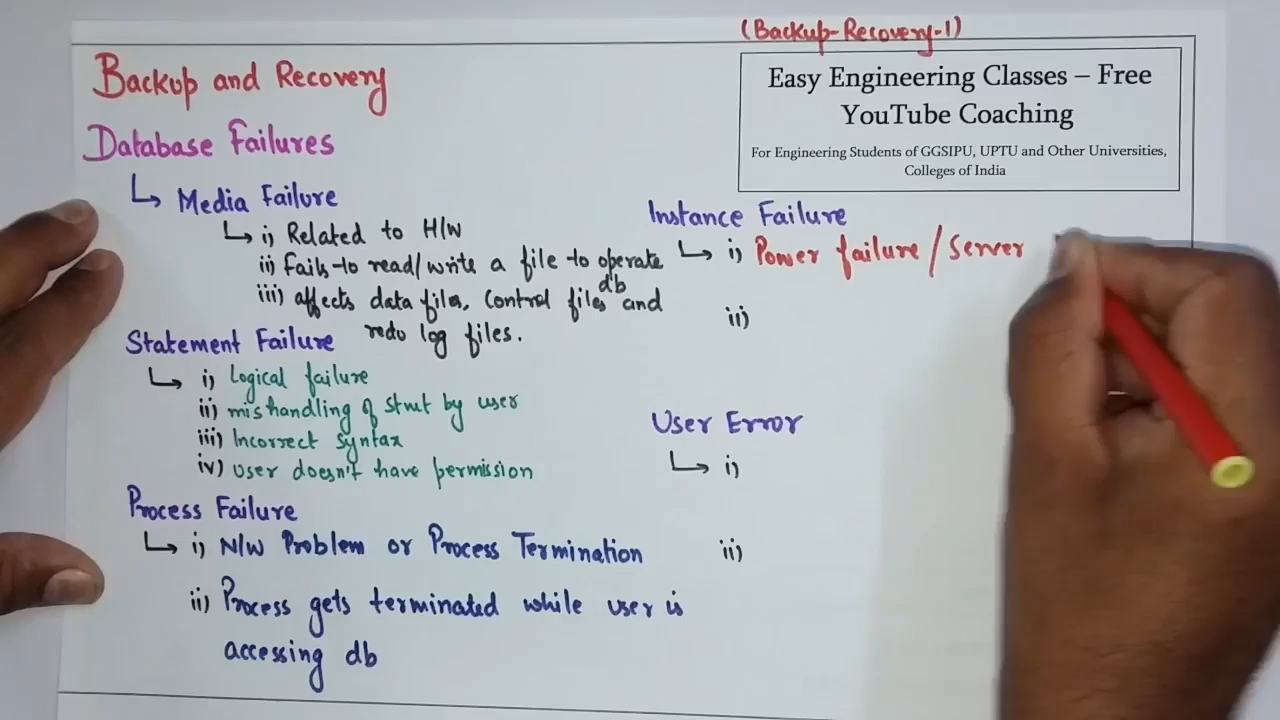 (Backup-Recovery-1)
Easy Engineering Classes – Free
YouTube Coaching
For Engineering Students of GGSIPU, UPTU and Other Universities,
Colleges of India
Backup and Recovery
Database Failures
↳ Media Failure
↳ i) Related to H/W
ii) Fails to read/write a file to operate
db
iii) affects data files, control files and
redo log files.
Statement Failure
↳ i) Logical failure
ii) mishandling of stmt by user
iii) Incorrect syntax
iv) User doesn't have permission
Process Failure
↳ i) N/W Problem or Process Termination
ii) Process gets terminated while user is
accessing db
Instance Failure
↳ i) Power failure / Server
ii)
User Error
↳ i)
ii)